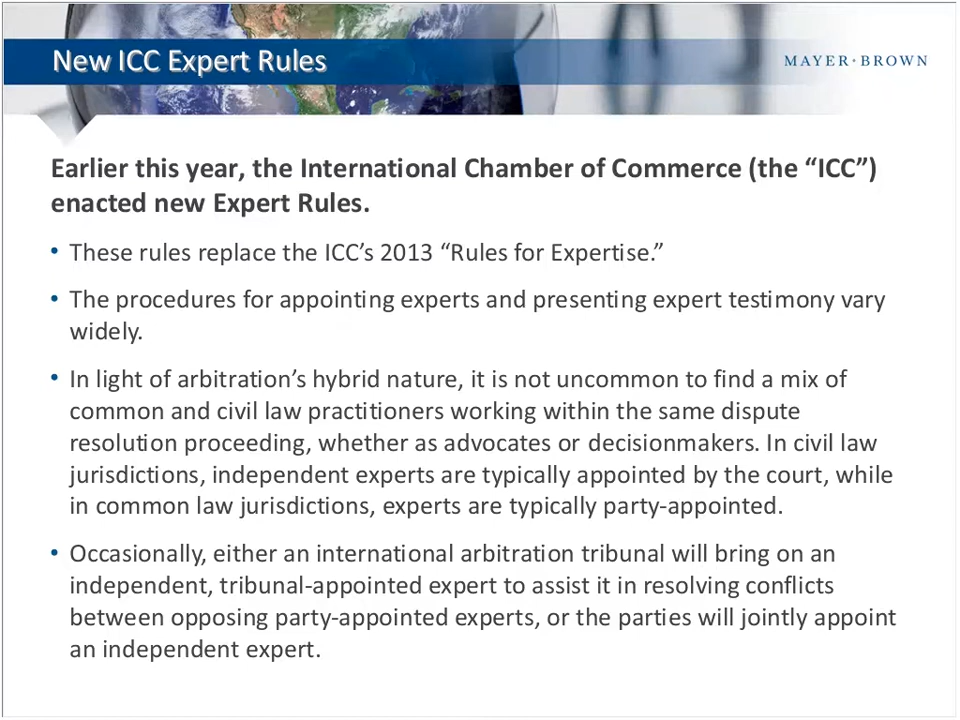 New ICC Expert Rules
MAYER•BROWN
Earlier this year, the International Chamber of Commerce (the “ICC”)
enacted new Expert Rules.
• These rules replace the ICC’s 2013 “Rules for Expertise.”
• The procedures for appointing experts and presenting expert testimony vary
widely.
• In light of arbitration’s hybrid nature, it is not uncommon to find a mix of
common and civil law practitioners working within the same dispute
resolution proceeding, whether as advocates or decisionmakers. In civil law
jurisdictions, independent experts are typically appointed by the court, while
in common law jurisdictions, experts are typically party-appointed.
• Occasionally, either an international arbitration tribunal will bring on an
independent, tribunal-appointed expert to assist it in resolving conflicts
between opposing party-appointed experts, or the parties will jointly appoint
an independent expert.